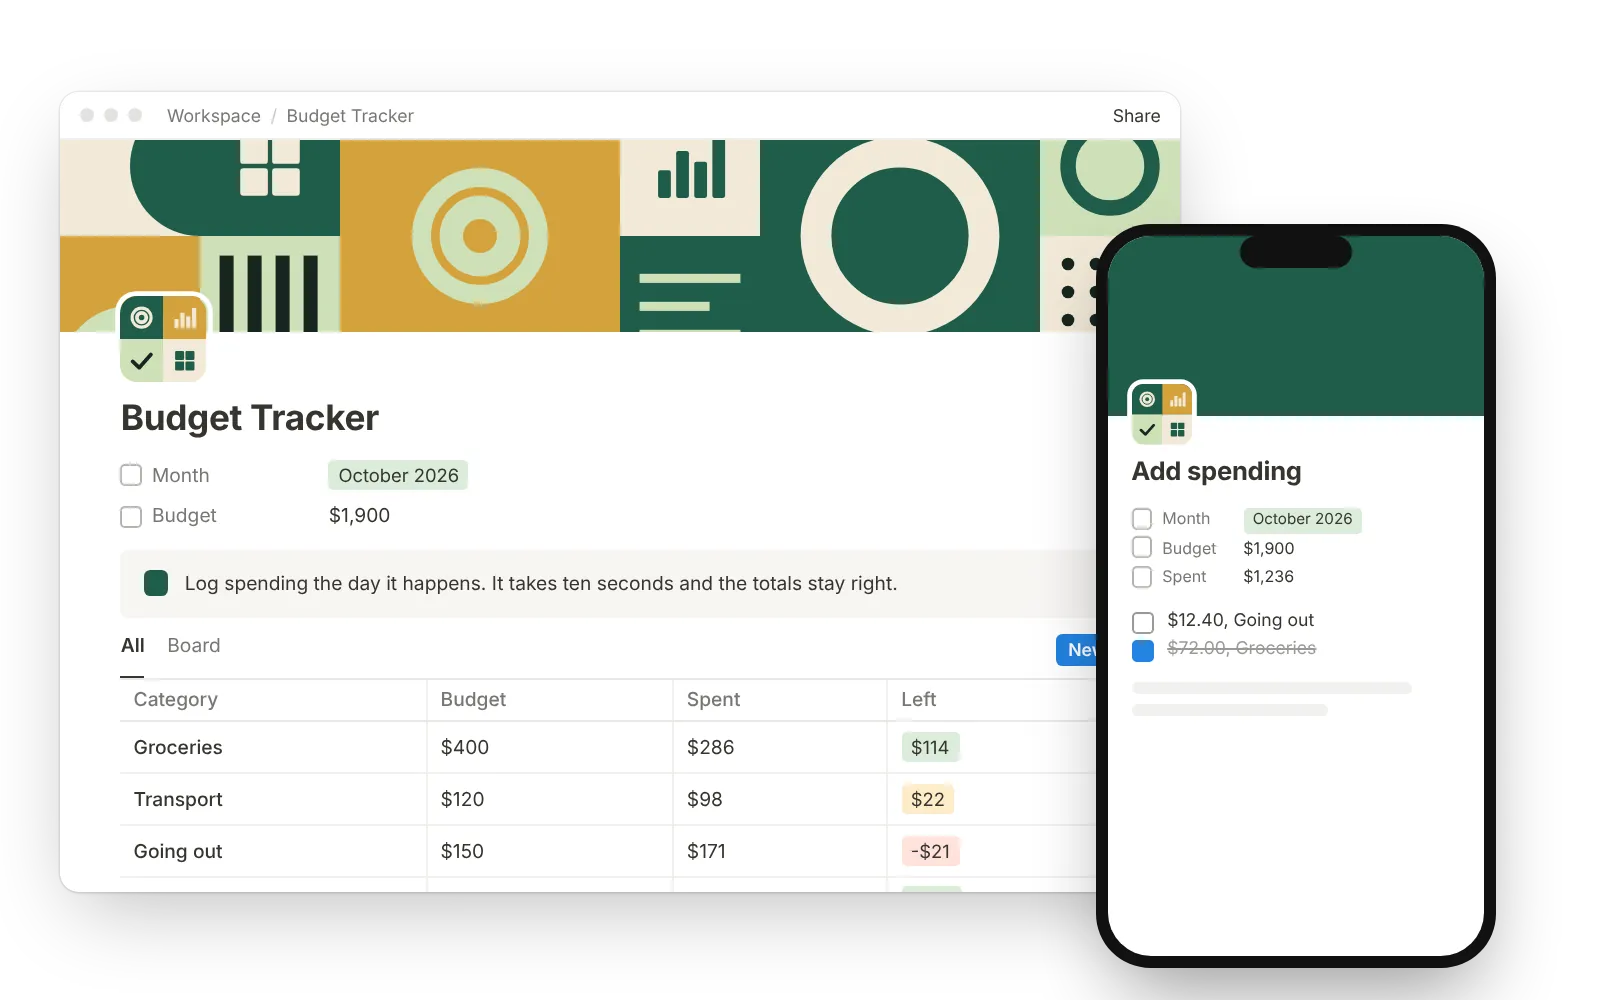 Workspace / Budget Tracker
Share
Budget Tracker
Month October 2026
Budget $1,900
Log spending the day it happens. It takes ten seconds and the totals stay right.
All Board
Category Budget Spent Left
Groceries $400 $286 $114
Transport $120 $98 $22
Going out $150 $171 -$21
Add spending
Month October 2026
Budget $1,900
Spent $1,236
$12.40, Going out
$72.00, Groceries